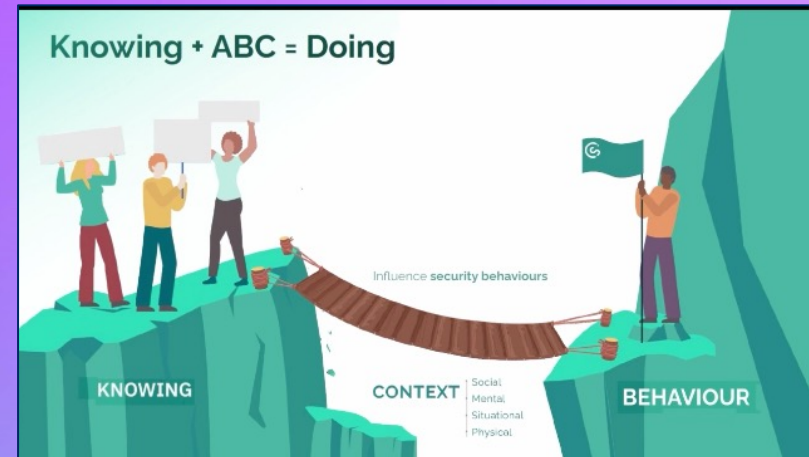 Knowing + ABC = Doing
Influence security behaviours
KNOWING
CONTEXT
Social
Mental
Situational
Physical
BEHAVIOUR